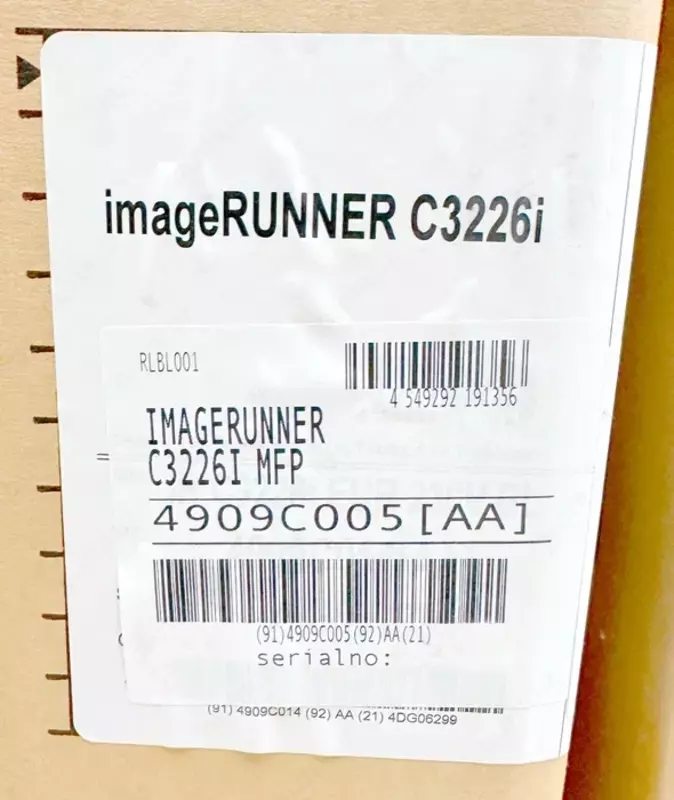 imageRUNNER C3226i
RLBL001
4 549292 191356
IMAGERUNNER
C3226I MFP
4909C005[AA]
(91)4909C005(92)AA(21)
serialno:
(91) 4909C014 (92) AA (21) 4DG06299